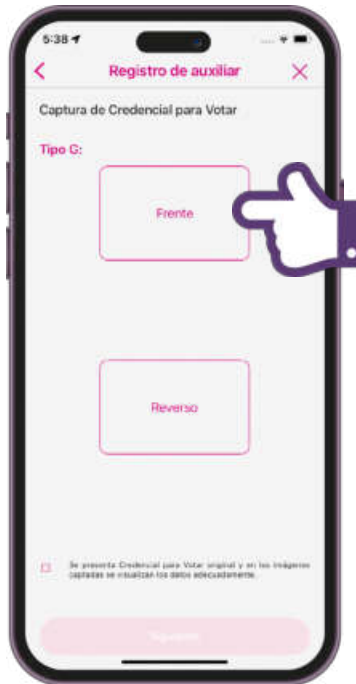 5:38
Registro de auxiliar
Captura de Credencial para Votar
Tipo G:
Frente
Reverso
Se presenta Credencial para Votar original y en las imágenes
captadas se visualizan los datos adecuadamente.
Siguiente